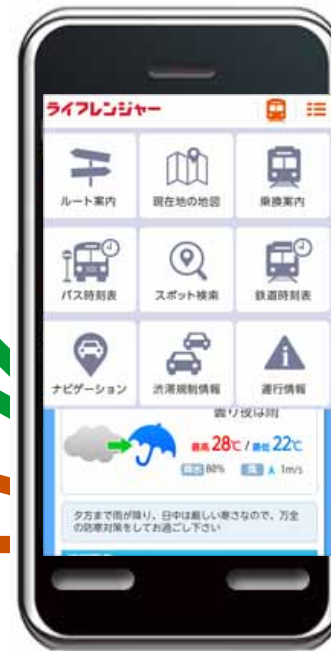 ライフレンジャー
ルート案内
現在地の地図
乗換案内
バス時刻表
スポット検索
鉄道時刻表
ナビゲーション
渋滞規制情報
運行情報
曇り夜は雨
最高 28℃ / 最低 22℃
80% 1m/s
夕方まで雨が降り、日中は厳しい寒さなので、万全
の防寒対策をしてお過ごし下さい